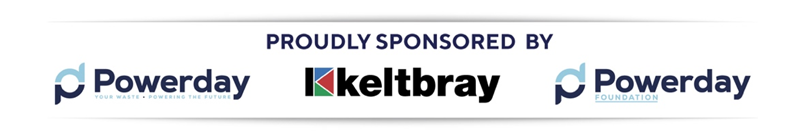 PROUDLY SPONSORED BY
Powerday
YOUR WASTE • POWERING THE FUTURE
keltbray
Powerday
FOUNDATION